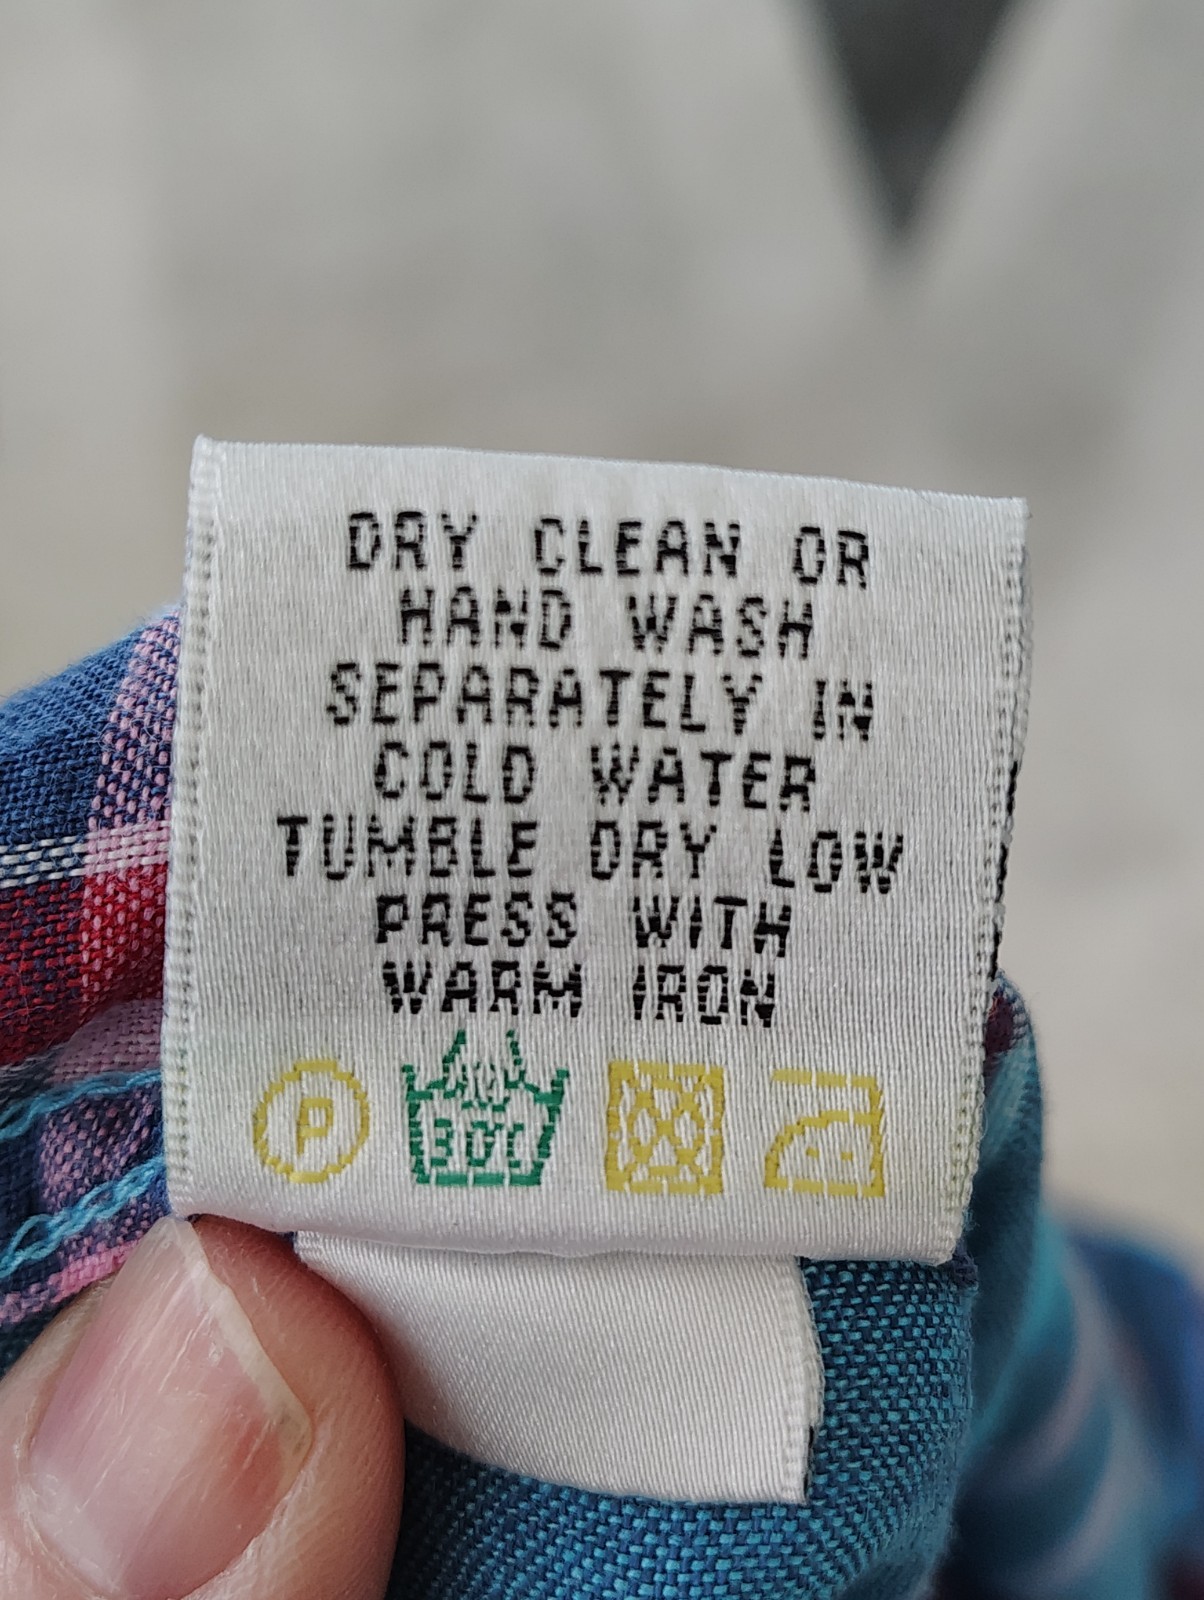 DRY CLEAN OR
HAND WASH
SEPARATELY IN
COLD WATER
TUMBLE DRY LOW
PRESS WITH
WARM IRON
P 30C